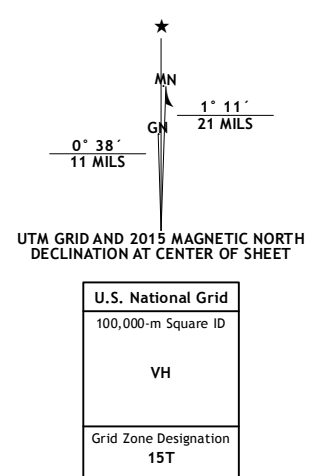 ★
MN
1° 11´
21 MILS
GN
0° 38´
11 MILS
UTM GRID AND 2015 MAGNETIC NORTH
DECLINATION AT CENTER OF SHEET
U.S. National Grid
100,000-m Square ID
VH
Grid Zone Designation
15T